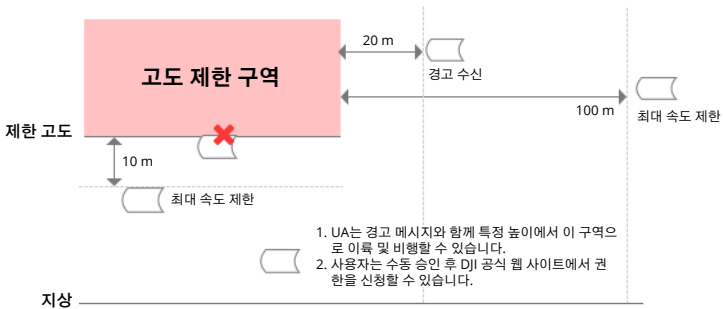 20 m
고도 제한 구역
경고 수신
100 m
최대 속도 제한
제한 고도
10 m
최대 속도 제한
1. UA는 경고 메시지와 함께 특정 높이에서 이 구역으
로 이륙 및 비행할 수 있습니다.
2. 사용자는 수동 승인 후 DJI 공식 웹 사이트에서 권
한을 신청할 수 있습니다.
지상